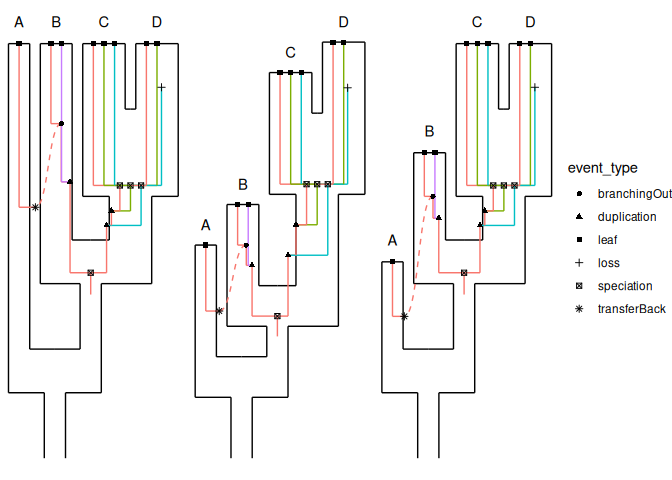 A B C D
C D
B
A
C D
B
A
event_type
branchingOut
duplication
leaf
loss
speciation
transferBack